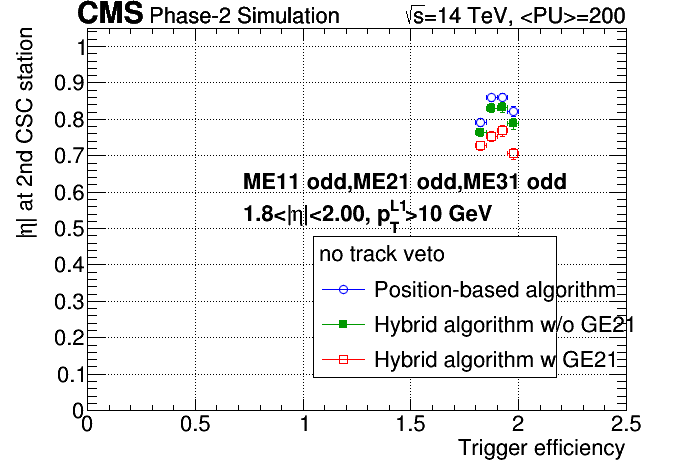 CMS Phase-2 Simulation √s=14 TeV, <PU>=200
|η| at 2nd CSC station
1
0.9
0.8
0.7
0.6
0.5
0.4
0.3
0.2
0.1
0
ME11 odd,ME21 odd,ME31 odd
1.8<|η|<2.00, p_T^L1>10 GeV
no track veto
Position-based algorithm
Hybrid algorithm w/o GE21
Hybrid algorithm w GE21
0 0.5 1 1.5 2 2.5
Trigger efficiency